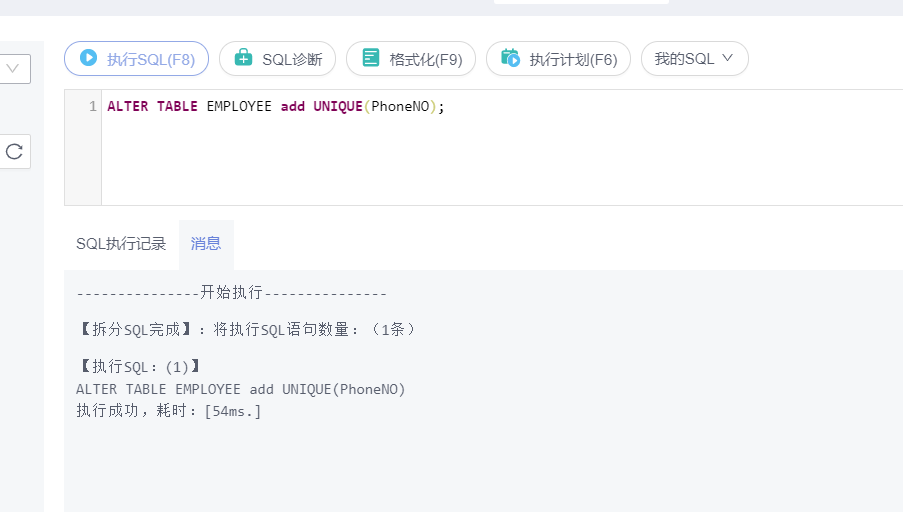 执行SQL(F8) SQL诊断 格式化(F9) 执行计划(F6) 我的SQL
1 ALTER TABLE EMPLOYEE add UNIQUE(PhoneNO);
SQL执行记录 消息
---------------开始执行---------------
【拆分SQL完成】：将执行SQL语句数量：（1条）
【执行SQL：(1)】
ALTER TABLE EMPLOYEE add UNIQUE(PhoneNO)
执行成功，耗时：[54ms.]